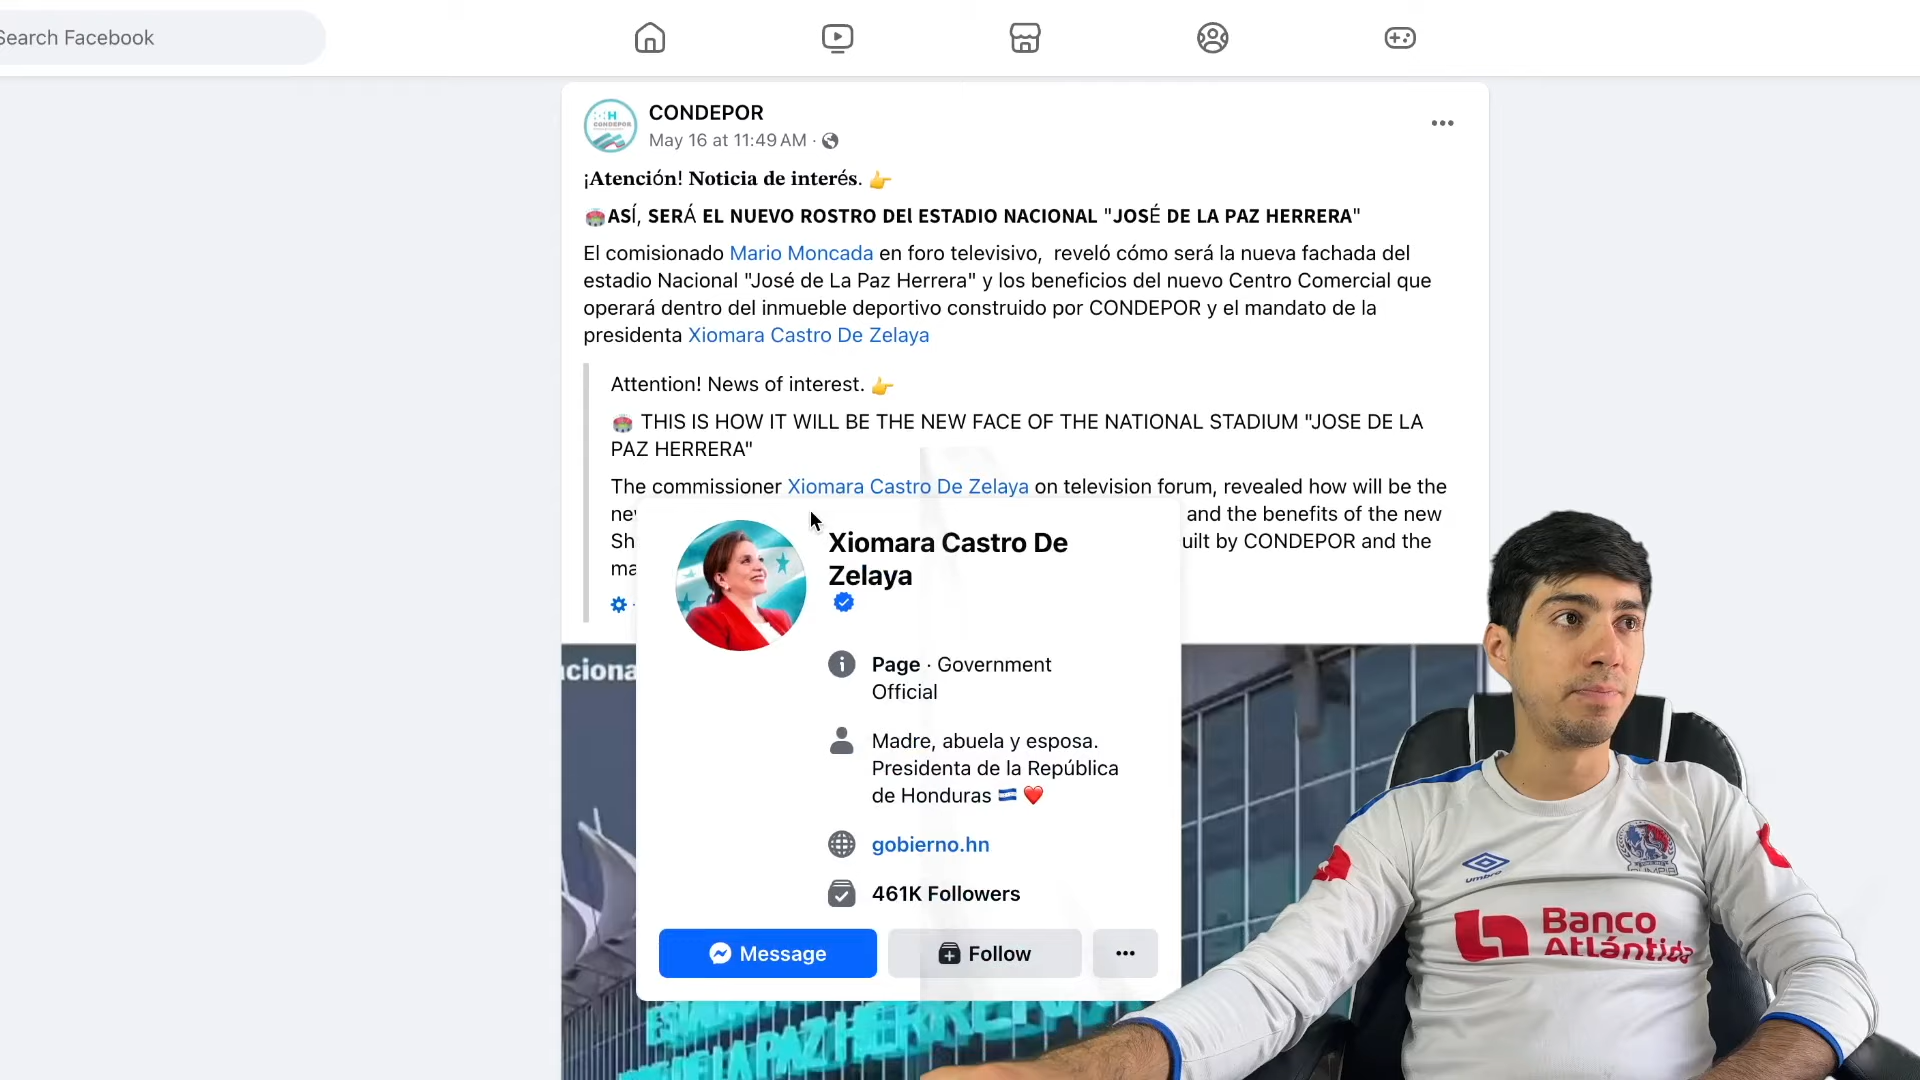 Search Facebook
CONDEPOR
May 16 at 11:49 AM ·
¡Atención! Noticia de interés. 👉
🏟️ASÍ, SERÁ EL NUEVO ROSTRO DEl ESTADIO NACIONAL "JOSÉ DE LA PAZ HERRERA"
El comisionado Mario Moncada en foro televisivo, reveló cómo será la nueva fachada del
estadio Nacional "José de La Paz Herrera" y los beneficios del nuevo Centro Comercial que
operará dentro del inmueble deportivo construido por CONDEPOR y el mandato de la
presidenta Xiomara Castro De Zelaya
Attention! News of interest. 👉
🏟️ THIS IS HOW IT WILL BE THE NEW FACE OF THE NATIONAL STADIUM "JOSE DE LA
PAZ HERRERA"
The commissioner Xiomara Castro De Zelaya on television forum, revealed how will be the
and the benefits of the new
uilt by CONDEPOR and the
Xiomara Castro De
Zelaya
Page · Government
Official
Madre, abuela y esposa.
Presidenta de la República
de Honduras 🇭🇳 ❤️
gobierno.hn
461K Followers
Message
Follow
LA PAZ HERRER
umbro
Banco
Atlántida